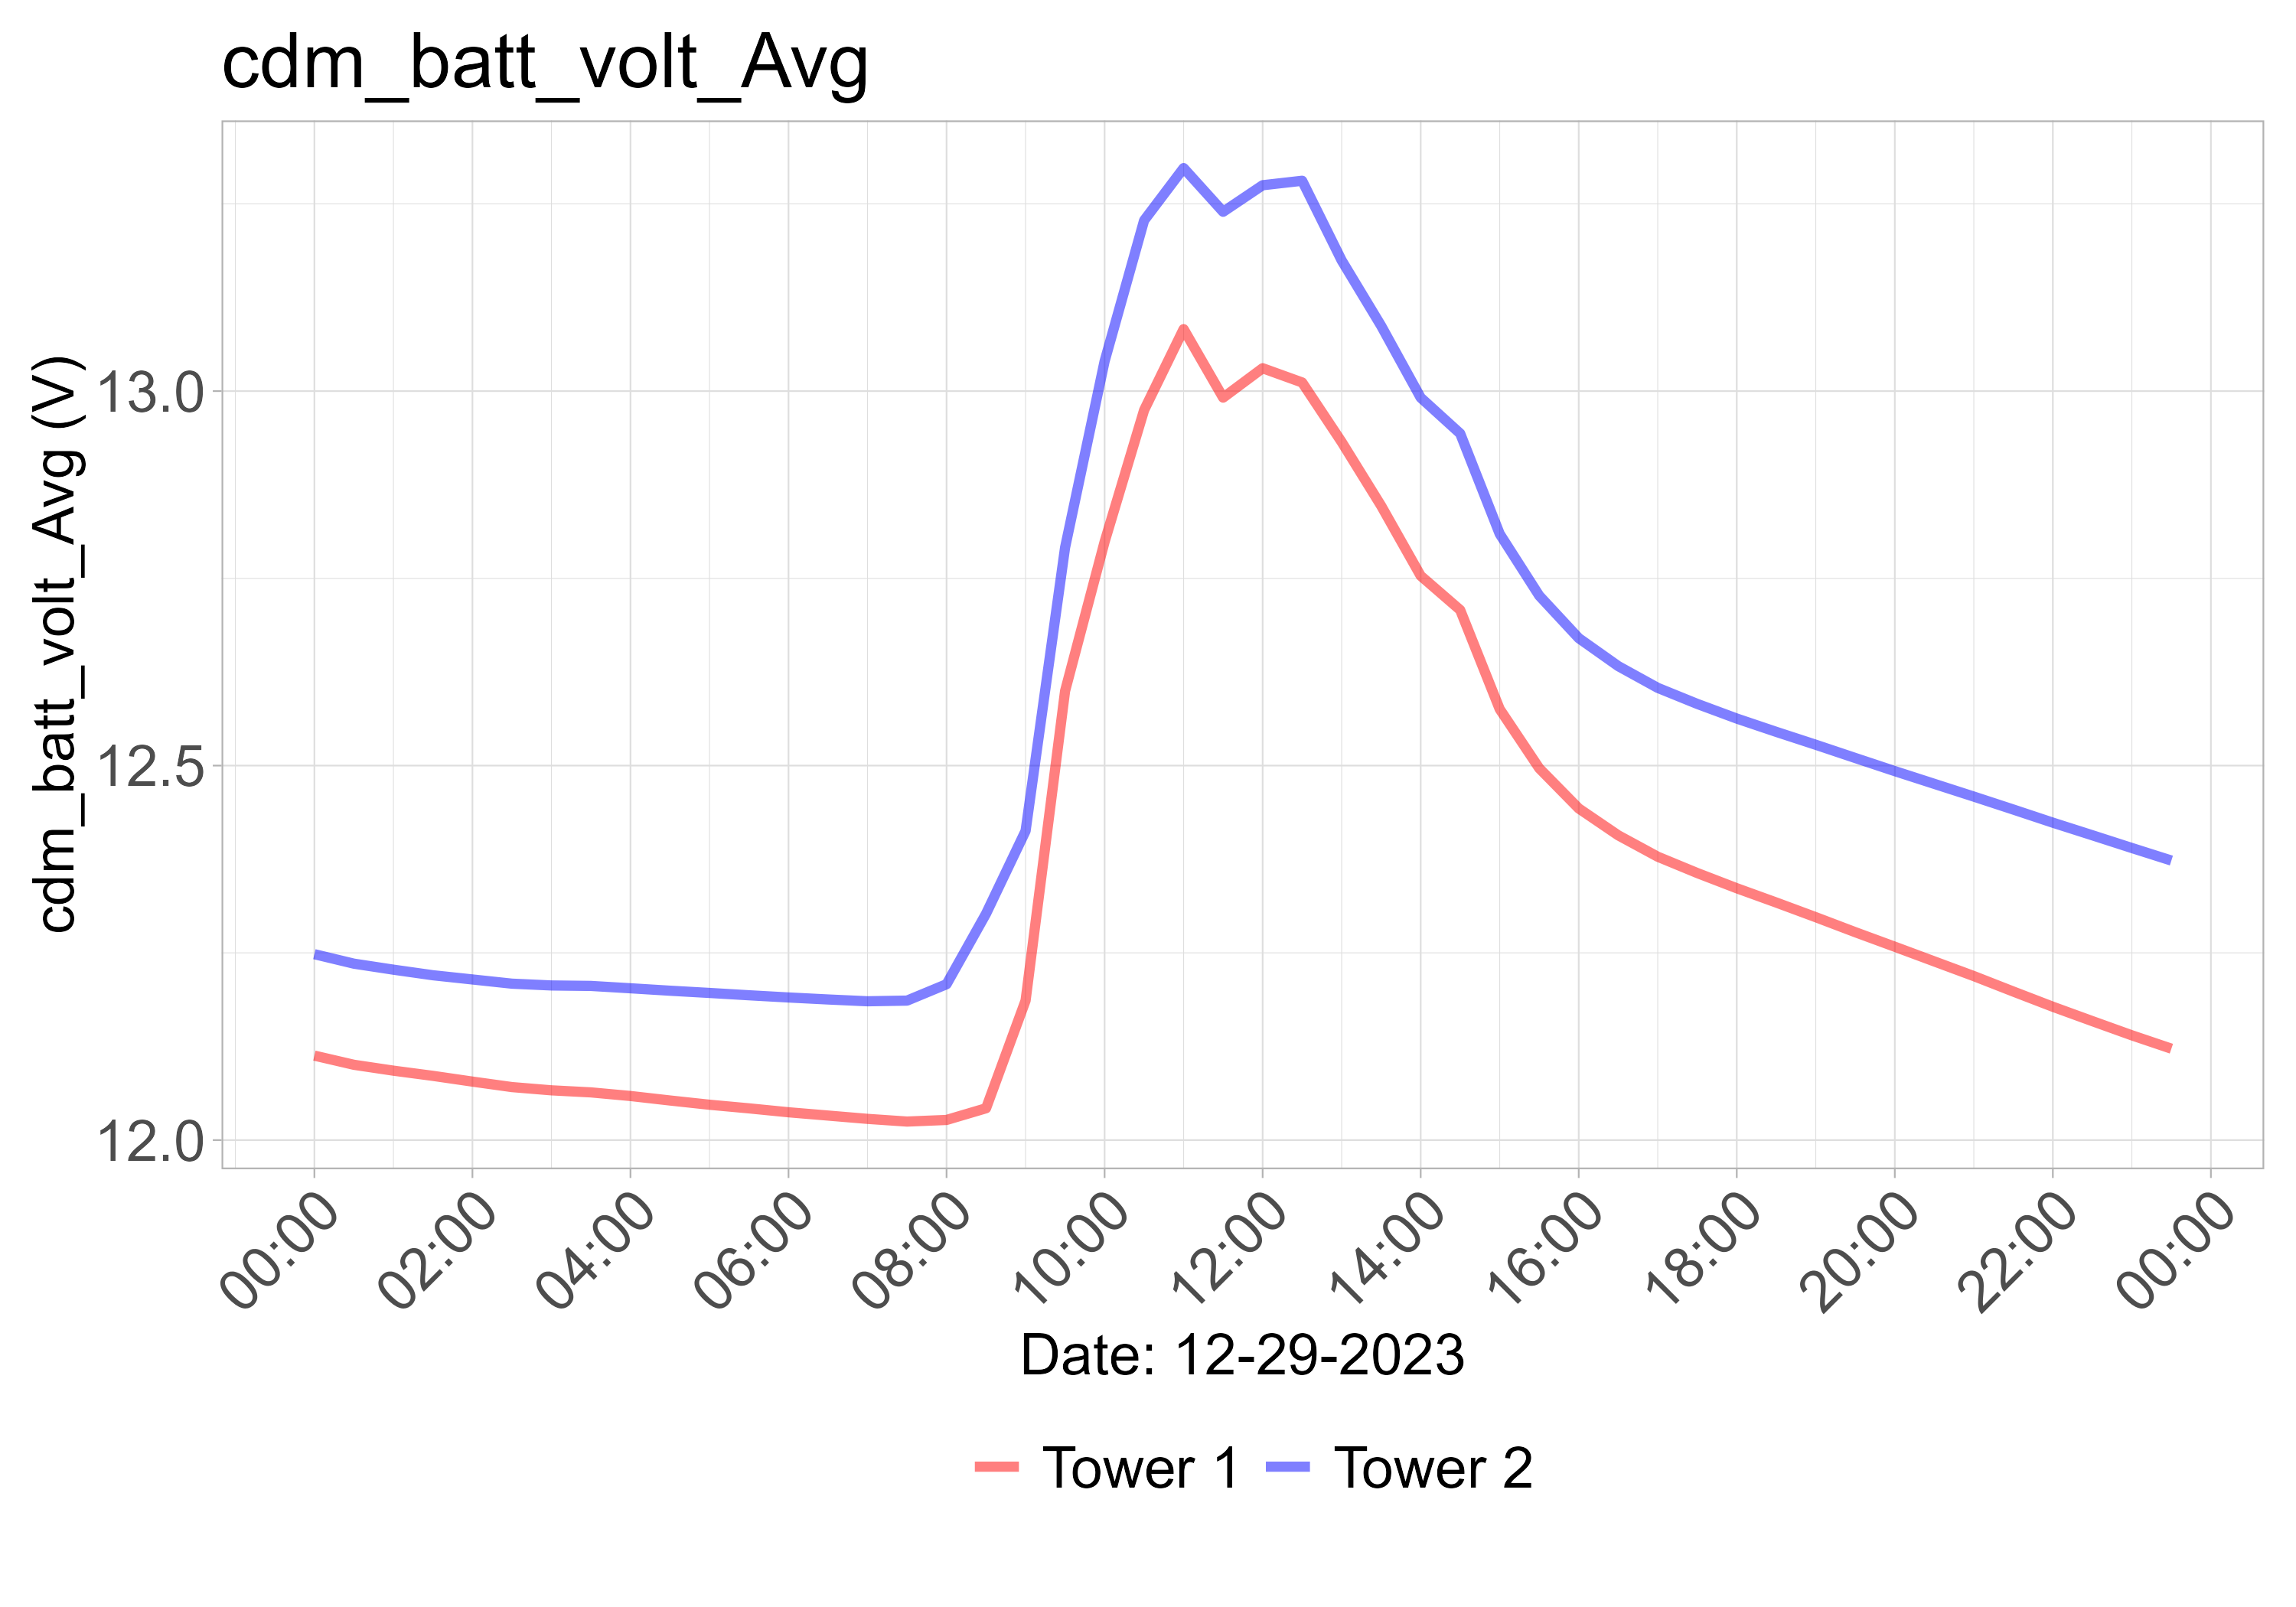 cdm_batt_volt_Avg
cdm_batt_volt_Avg (V)
13.0
12.5
12.0
00:00 02:00 04:00 06:00 08:00 10:00 12:00 14:00 16:00 18:00 20:00 22:00 00:00
Date: 12-29-2023
Tower 1 Tower 2